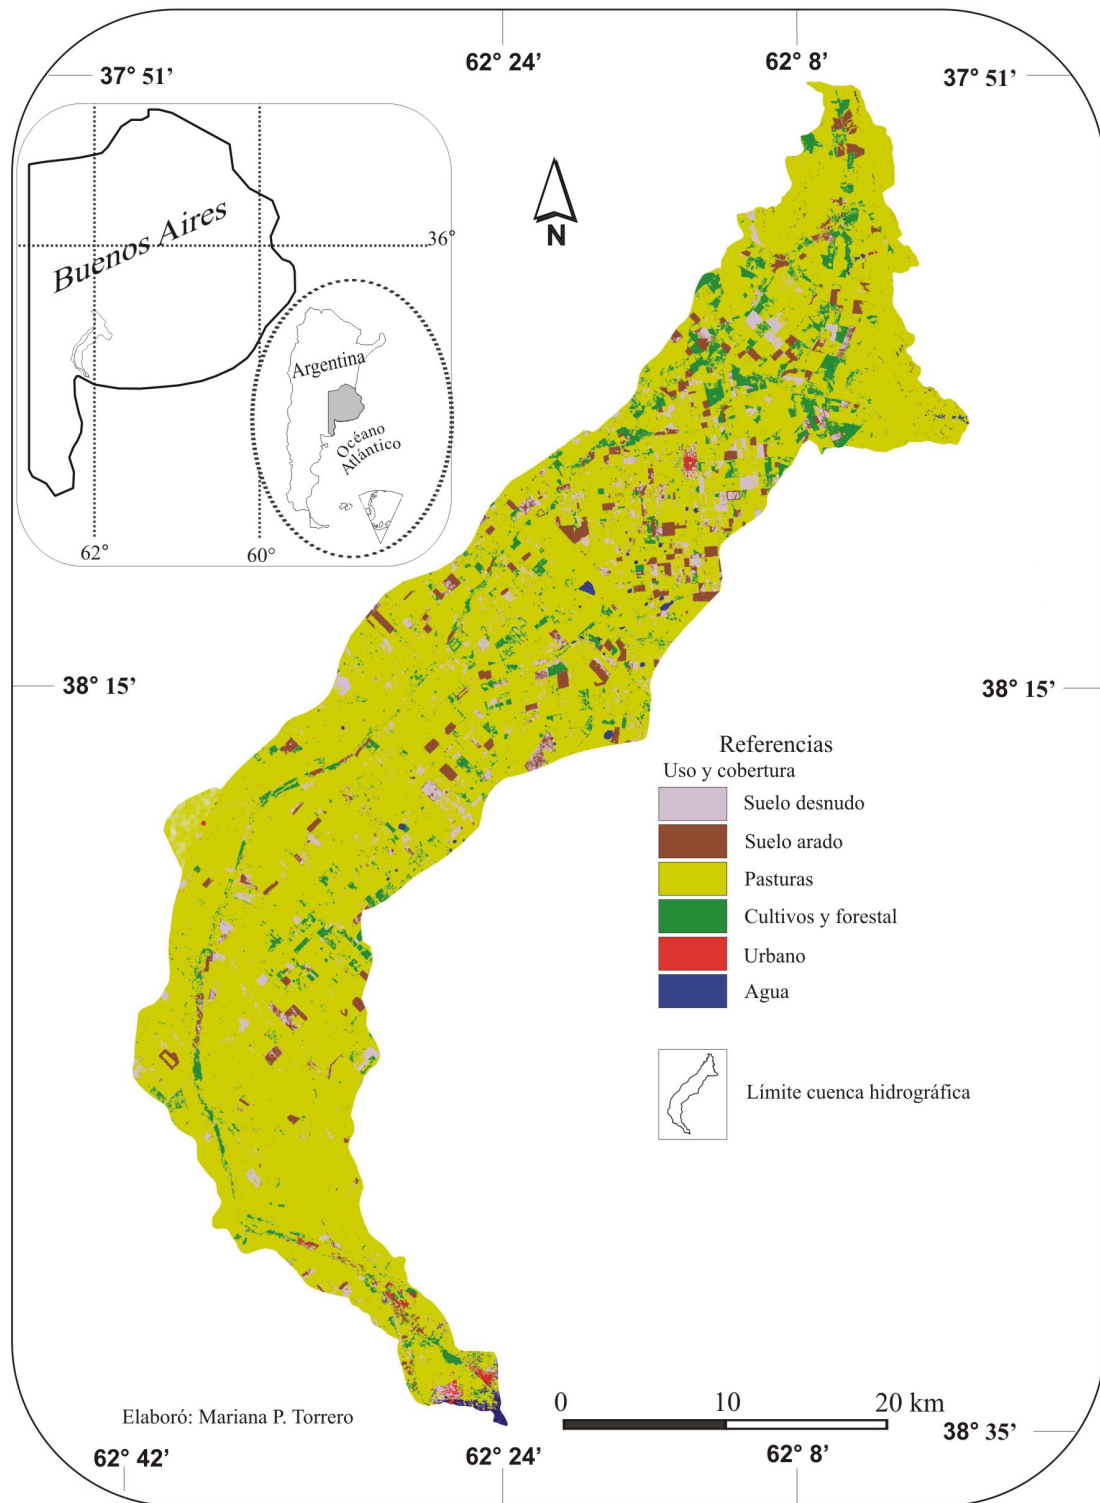 62° 24’
62° 8’
37° 51’
37° 51’
Buenos Aires
36°
Argentina
Océano
Atlántico
62°
60°
N
38° 15’
38° 15’
Referencias
Uso y cobertura
Suelo desnudo
Suelo arado
Pasturas
Cultivos y forestal
Urbano
Agua
Límite cuenca hidrográfica
0 10 20 km
Elaboró: Mariana P. Torrero
38° 35’
62° 42’
62° 24’
62° 8’